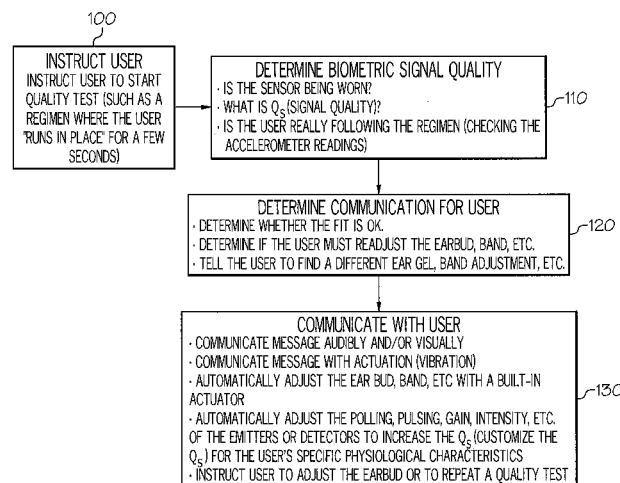 100
INSTRUCT USER
INSTRUCT USER TO START
QUALITY TEST (SUCH AS A
REGIMEN WHERE THE USER
"RUNS IN PLACE" FOR A FEW
SECONDS)
DETERMINE BIOMETRIC SIGNAL QUALITY
· IS THE SENSOR BEING WORN?
· WHAT IS QS (SIGNAL QUALITY)?
· IS THE USER REALLY FOLLOWING THE REGIMEN (CHECKING THE
ACCELEROMETER READINGS)
110
DETERMINE COMMUNICATION FOR USER
· DETERMINE WHETHER THE FIT IS OK.
· DETERMINE IF THE USER MUST READJUST THE EARBUD, BAND, ETC.
· TELL THE USER TO FIND A DIFFERENT EAR GEL, BAND ADJUSTMENT, ETC.
120
COMMUNICATE WITH USER
· COMMUNICATE MESSAGE AUDIBLY AND/OR VISUALLY
· COMMUNICATE MESSAGE WITH ACTUATION (VIBRATION)
· AUTOMATICALLY ADJUST THE EAR BUD, BAND, ETC WITH A BUILT-IN
ACTUATOR
· AUTOMATICALLY ADJUST THE POLLING, PULSING, GAIN, INTENSITY, ETC.
OF THE EMITTERS OR DETECTORS TO INCREASE THE QS (CUSTOMIZE THE
QS) FOR THE USER'S SPECIFIC PHYSIOLOGICAL CHARACTERISTICS
· INSTRUCT USER TO ADJUST THE EARBUD OR TO REPEAT A QUALITY TEST
130